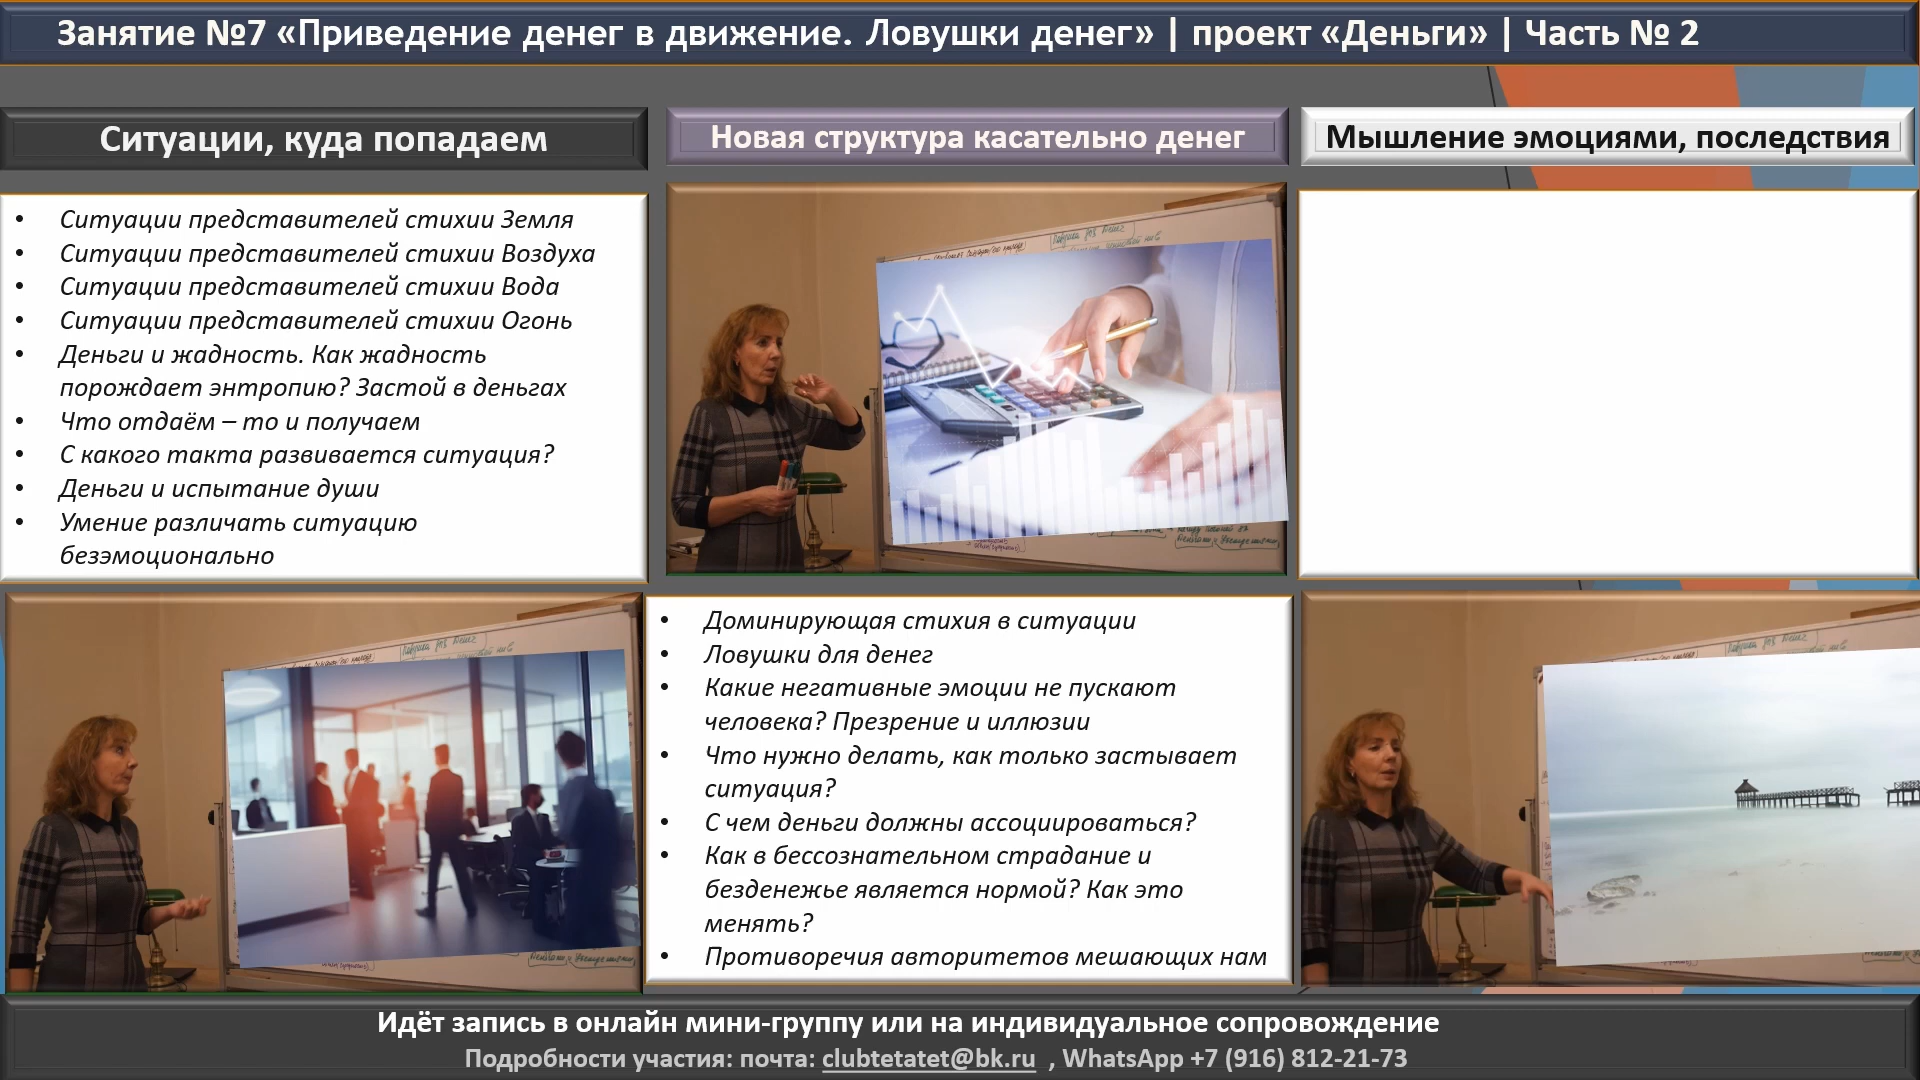 Занятие №7 «Приведение денег в движение. Ловушки денег» | проект «Деньги» | Часть № 2
Ситуации, куда попадаем
• Ситуации представителей стихии Земля
• Ситуации представителей стихии Воздуха
• Ситуации представителей стихии Вода
• Ситуации представителей стихии Огонь
• Деньги и жадность. Как жадность
порождает энтропию? Застой в деньгах
• Что отдаём – то и получаем
• С какого такта развивается ситуация?
• Деньги и испытание души
• Умение различать ситуацию
безэмоционально
Новая структура касательно денег
• Доминирующая стихия в ситуации
• Ловушки для денег
• Какие негативные эмоции не пускают
человека? Презрение и иллюзии
• Что нужно делать, как только застывает
ситуация?
• С чем деньги должны ассоциироваться?
• Как в бессознательном страдание и
безденежье является нормой? Как это
менять?
• Противоречия авторитетов мешающих нам
Мышление эмоциями, последствия
Идёт запись в онлайн мини-группу или на индивидуальное сопровождение
Подробности участия: почта: clubtetatet@bk.ru , WhatsApp +7 (916) 812-21-73